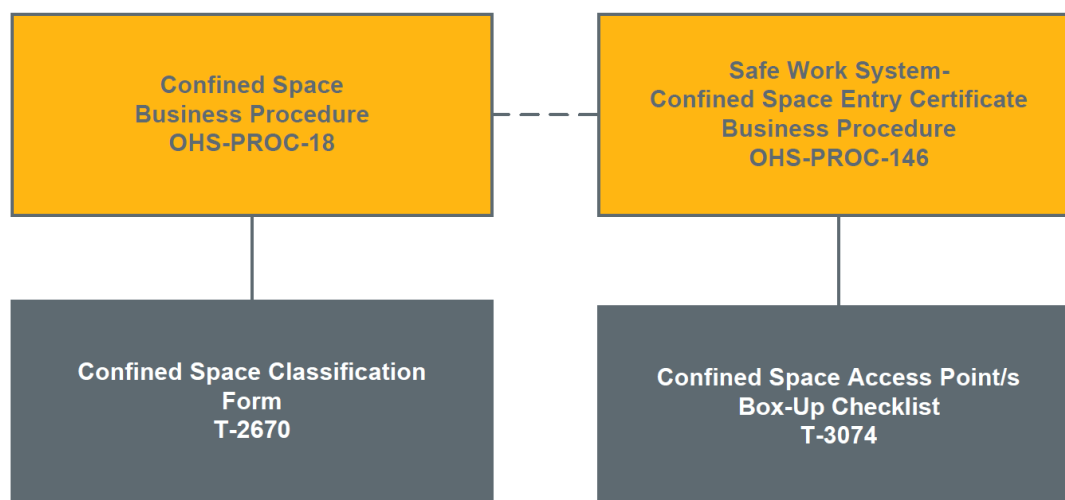 Confined Space
Business Procedure
OHS-PROC-18
Safe Work System-
Confined Space Entry Certificate
Business Procedure
OHS-PROC-146
Confined Space Classification
Form
T-2670
Confined Space Access Point/s
Box-Up Checklist
T-3074